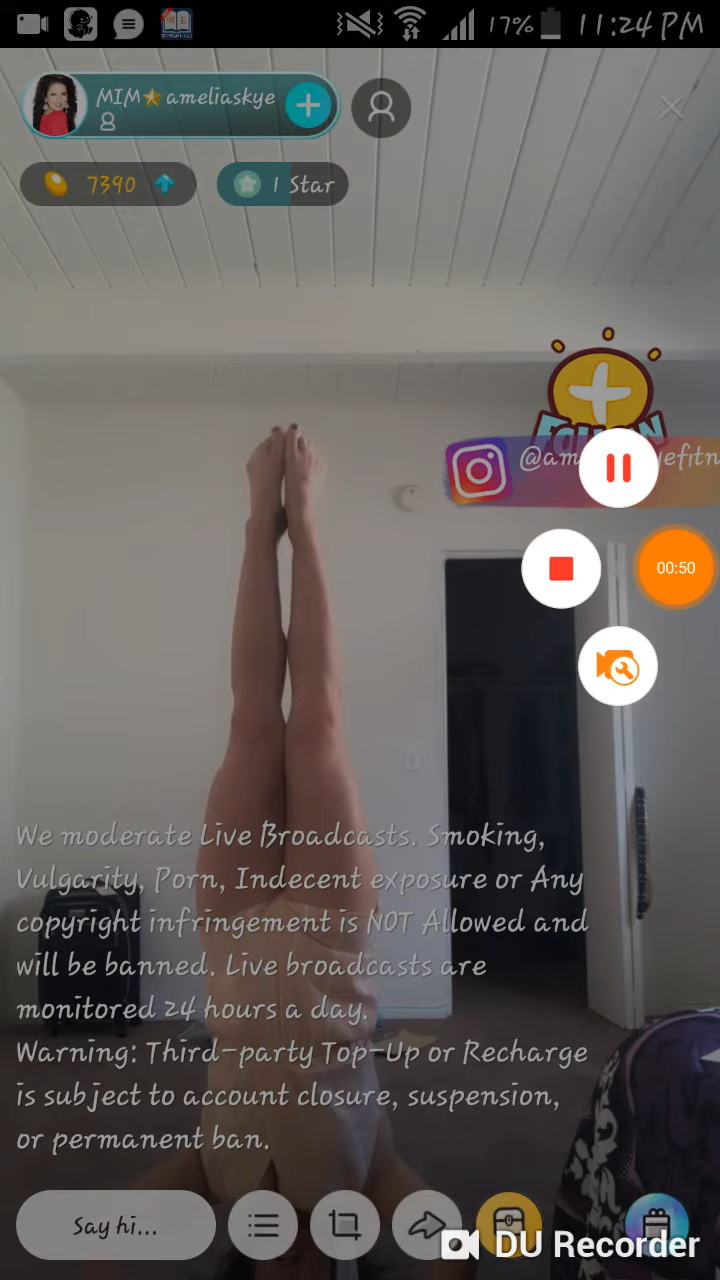 17% 11:24 PM
MIM ameliaskye
7390 1 Star
00:50
We moderate Live Broadcasts. Smoking,
Vulgarity, Porn, Indecent exposure or Any
copyright infringement is NOT Allowed and
will be banned. Live broadcasts are
monitored 24 hours a day.
Warning: Third-party Top-Up or Recharge
is subject to account closure, suspension,
or permanent ban.
Say hi...
DU Recorder